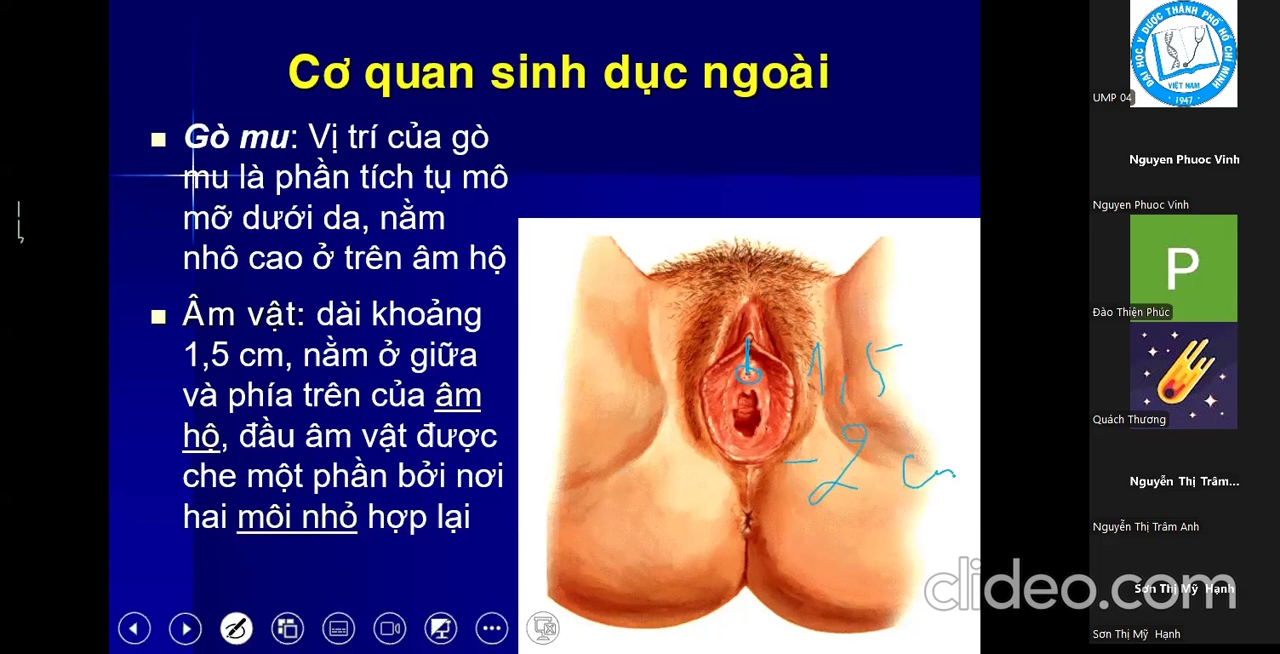 Cơ quan sinh dục ngoài
Gò mu: Vị trí của gò
mu là phần tích tụ mô
mỡ dưới da, nằm
nhô cao ở trên âm hộ
Âm vật: dài khoảng
1,5 cm, nằm ở giữa
và phía trên của âm
hộ, đầu âm vật được
che một phần bởi nơi
hai môi nhỏ hợp lại
1,5
- 2 cm
ĐẠI HỌC Y DƯỢC THÀNH PHỐ HỒ CHÍ MINH
VIỆT NAM
1947
UMP 04
Nguyen Phuoc Vinh
Nguyen Phuoc Vinh
P
Đào Thiện Phúc
Quách Thương
Nguyễn Thị Trâm...
Nguyễn Thị Trâm Anh
Sơn Thị Mỹ Hạnh
Sơn Thị Mỹ Hạnh
clideo.com